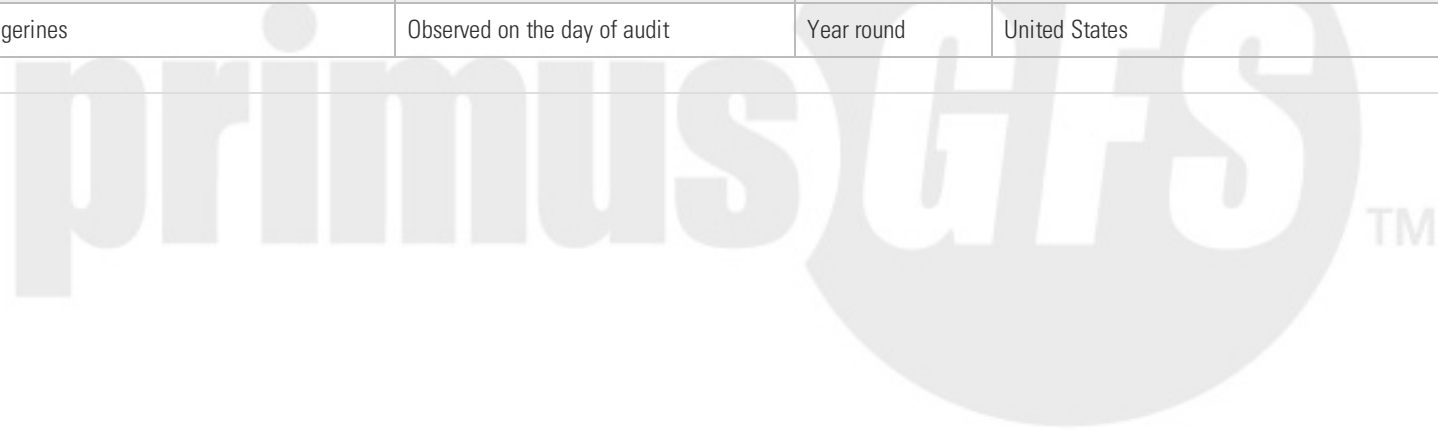 gerines Observed on the day of audit Year round United States
primusGFS TM